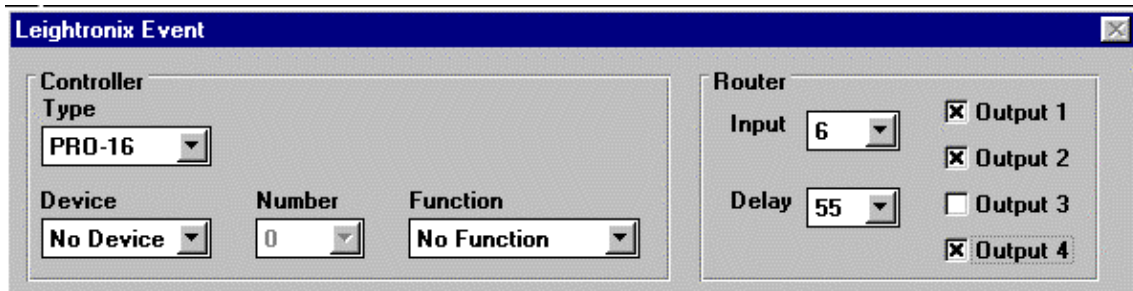 Leightronix Event
Controller
Type
PRO-16
Device
Number
Function
No Device
0
No Function
Router
Input
6
Delay
55
Output 1
Output 2
Output 3
Output 4